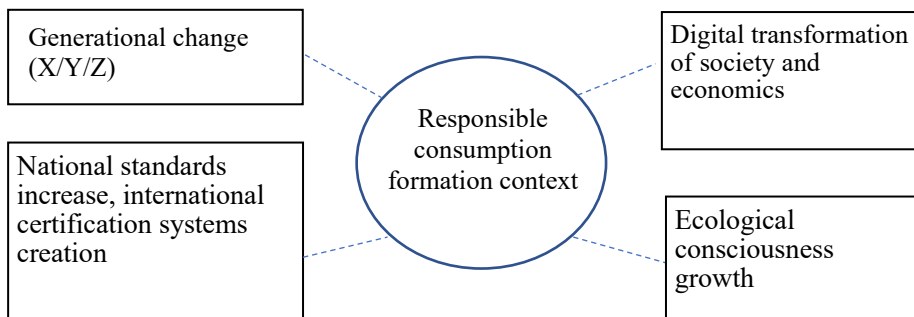 Generational change
(X/Y/Z)
Digital transformation
of society and
economics
Responsible
consumption
formation context
National standards
increase, international
certification systems
creation
Ecological
consciousness
growth